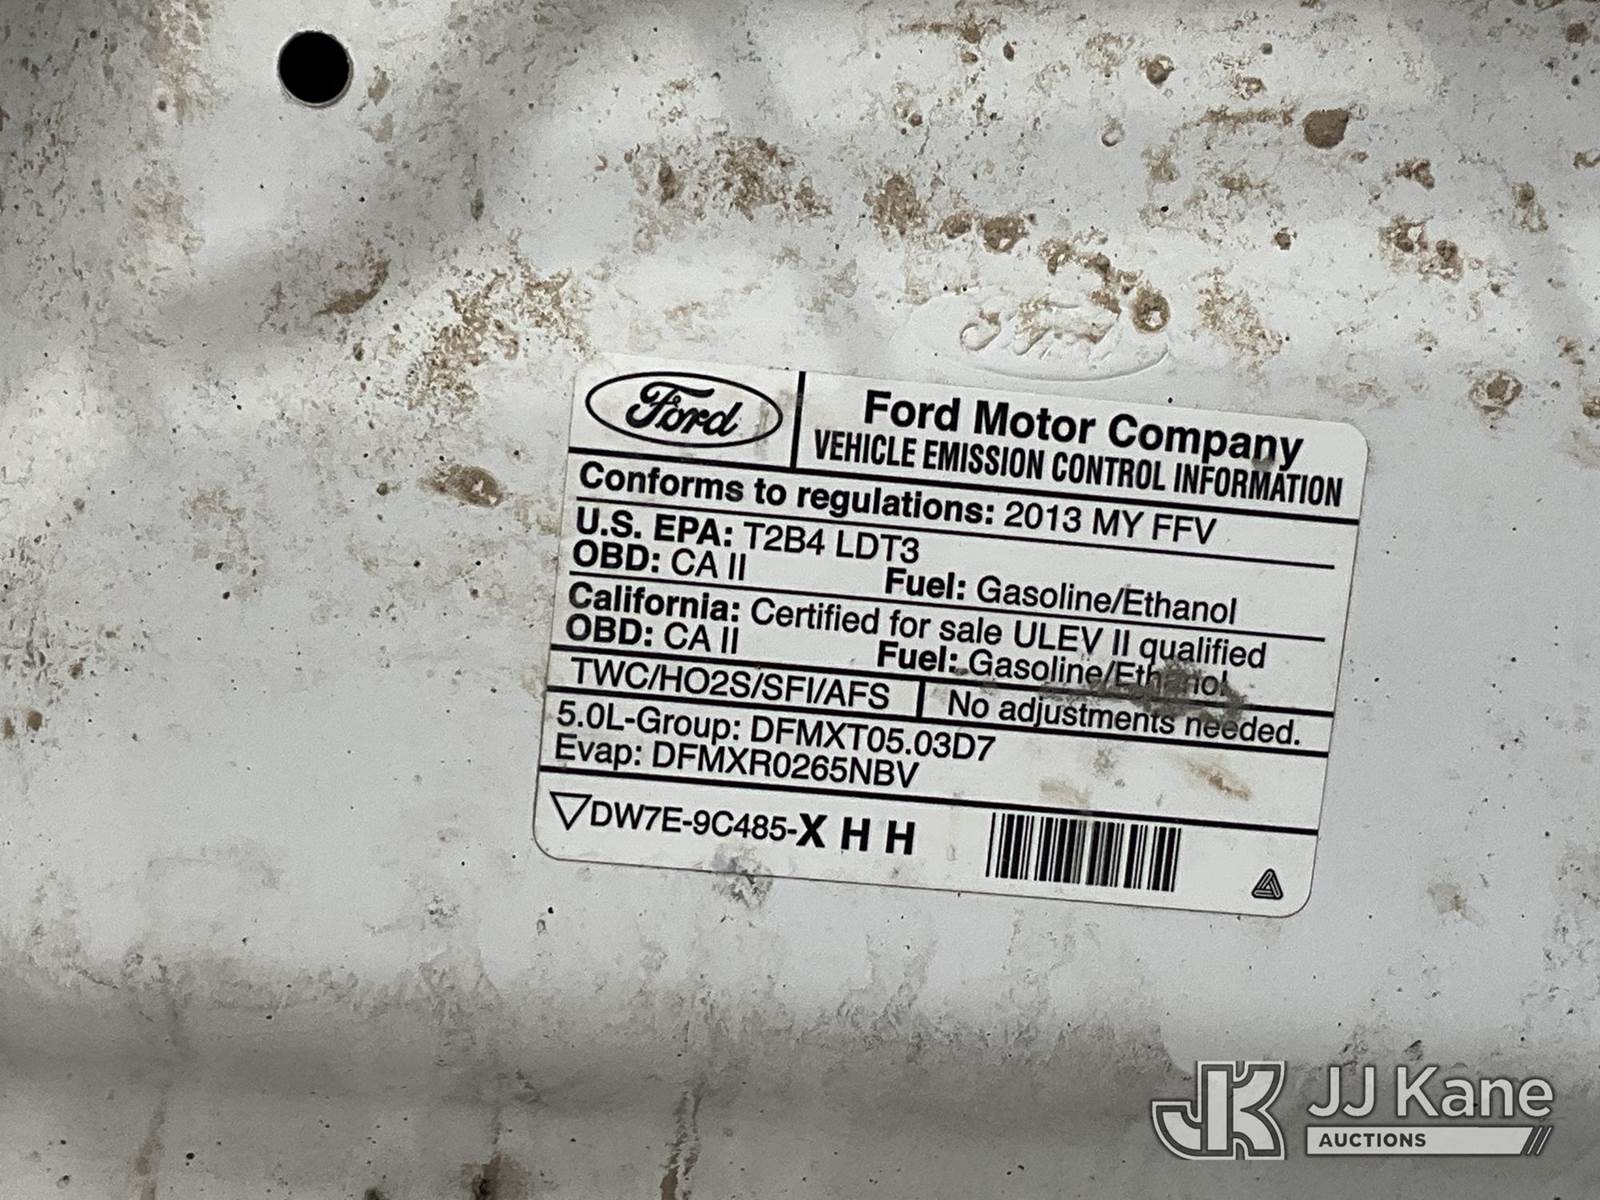 Ford
Ford
Ford Motor Company
VEHICLE EMISSION CONTROL INFORMATION
Conforms to regulations: 2013 MY FFV
U.S. EPA: T2B4 LDT3
OBD: CA II Fuel: Gasoline/Ethanol
California: Certified for sale ULEV II qualified
OBD: CA II Fuel: Gasoline/Ethanol
TWC/HO2S/SFI/AFS No adjustments needed.
5.0L-Group: DFMXT05.03D7
Evap: DFMXR0265NBV
DW7E-9C485-X H H
JK JJ Kane
AUCTIONS